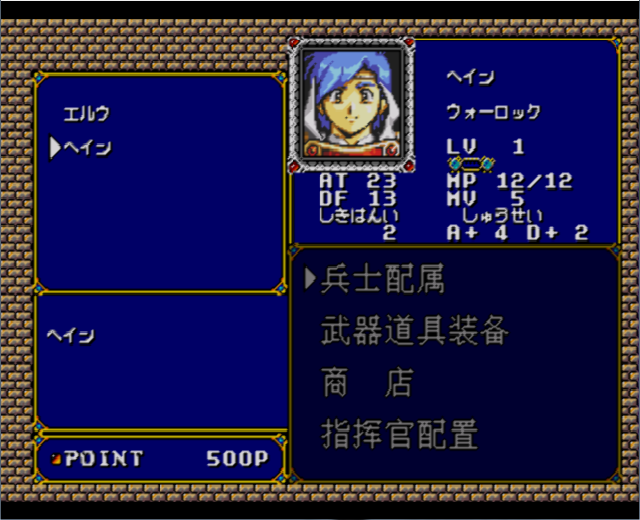 エルウ
ヘイン
ヘイン
POINT 500P
ヘイン
ウォーロック
LV 1
AT 23 MP 12/12
DF 13 MV 5
しきはんい しゅうせい
2 A+ 4 D+ 2
兵士配属
武器道具装备
商 店
指挥官配置